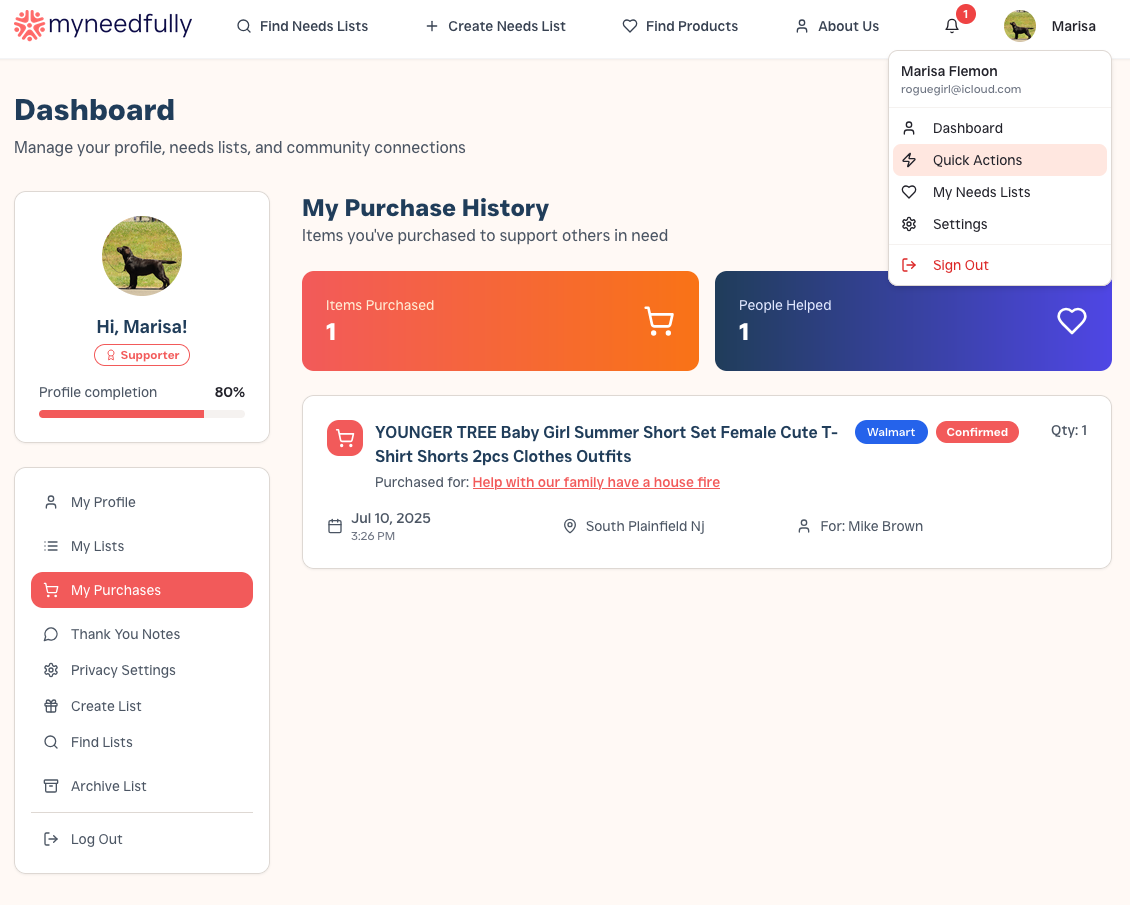 myneedfully
Find Needs Lists
Create Needs List
Find Products
About Us
1
Marisa
Marisa Flemon
roguegirl@icloud.com
Dashboard
Quick Actions
My Needs Lists
Settings
Sign Out
Dashboard
Manage your profile, needs lists, and community connections
Hi, Marisa!
Supporter
Profile completion 80%
My Profile
My Lists
My Purchases
Thank You Notes
Privacy Settings
Create List
Find Lists
Archive List
Log Out
My Purchase History
Items you've purchased to support others in need
Items Purchased
1
People Helped
1
YOUNGER TREE Baby Girl Summer Short Set Female Cute T-
Shirt Shorts 2pcs Clothes Outfits
Walmart
Confirmed
Qty: 1
Purchased for: Help with our family have a house fire
Jul 10, 2025
3:26 PM
South Plainfield Nj
For: Mike Brown